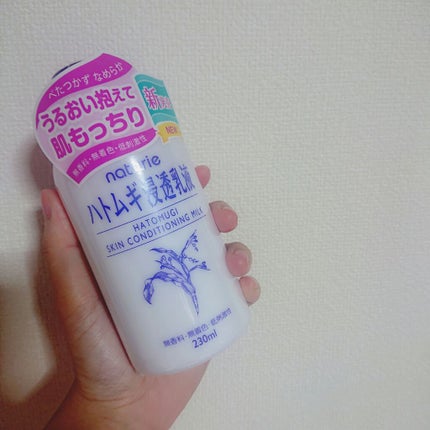 べたつかず なめらか
うるおい抱えて
肌もっちり
無香料・無着色・低刺激性
新
NEW
naturie
ハトムギ浸透乳液
HATOMUGI
SKIN CONDITIONING MILK
無香料・無着色・低刺激性
230ml